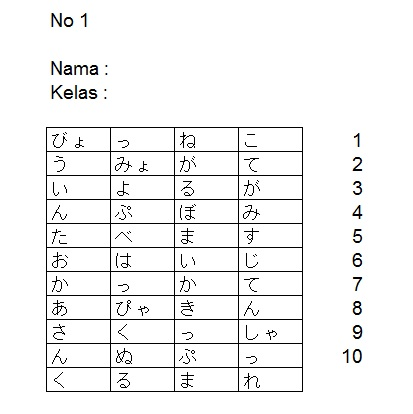 No 1
Nama :
Kelas :
びょ っ ね こ 1
う みょ が て 2
い よ る が 3
ん ぷ ぼ み 4
た べ ま す 5
お は い じ 6
か っ か て 7
あ ぴゃ き ん 8
さ く っ しゃ 9
ん ぬ ぷ っ 10
く る ま れ